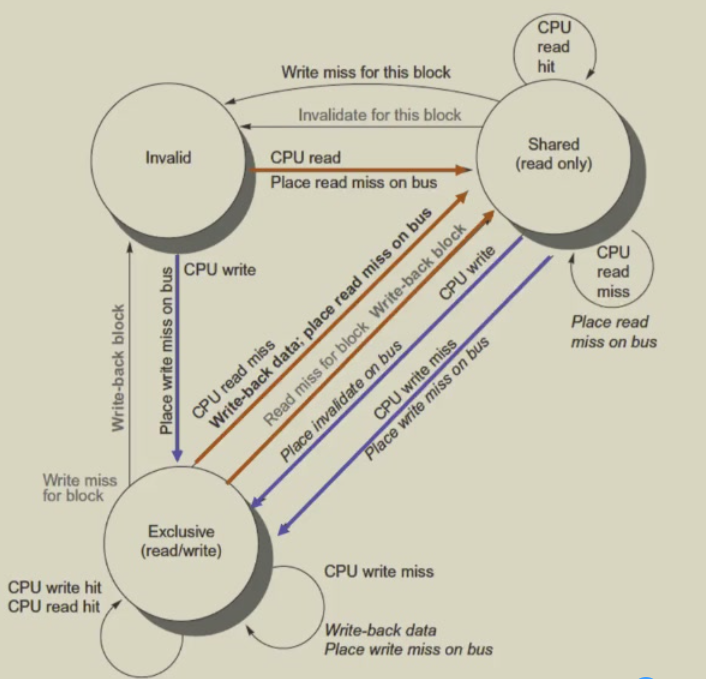 CPU
read
hit
Write miss for this block
Invalidate for this block
Invalid
CPU read
Place read miss on bus
Shared
(read only)
CPU write
Place write miss on bus
CPU
read
miss
Place read
miss on bus
Write-back block
Write miss
for block
CPU read miss
Write-back data; place read miss on bus
Read miss for block Write-back block
CPU write
Place invalidate on bus
CPU write miss
Place write miss on bus
Exclusive
(read/write)
CPU write hit
CPU read hit
CPU write miss
Write-back data
Place write miss on bus